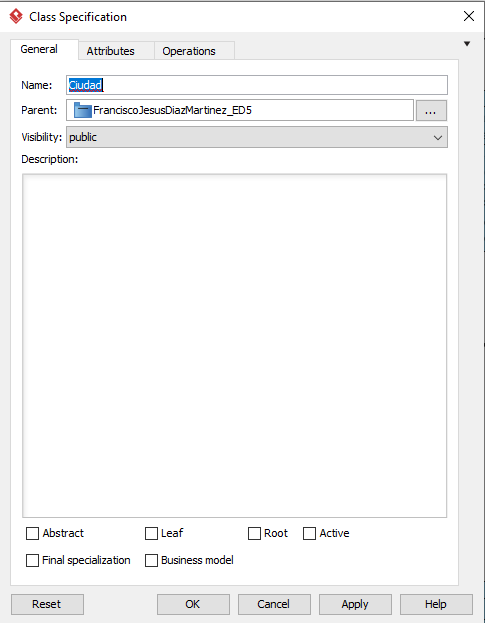 Class Specification
General Attributes Operations
Name: Ciudad
Parent: FranciscoJesusDiazMartinez_ED5 ...
Visibility: public
Description:
Abstract Leaf Root Active
Final specialization Business model
Reset OK Cancel Apply Help